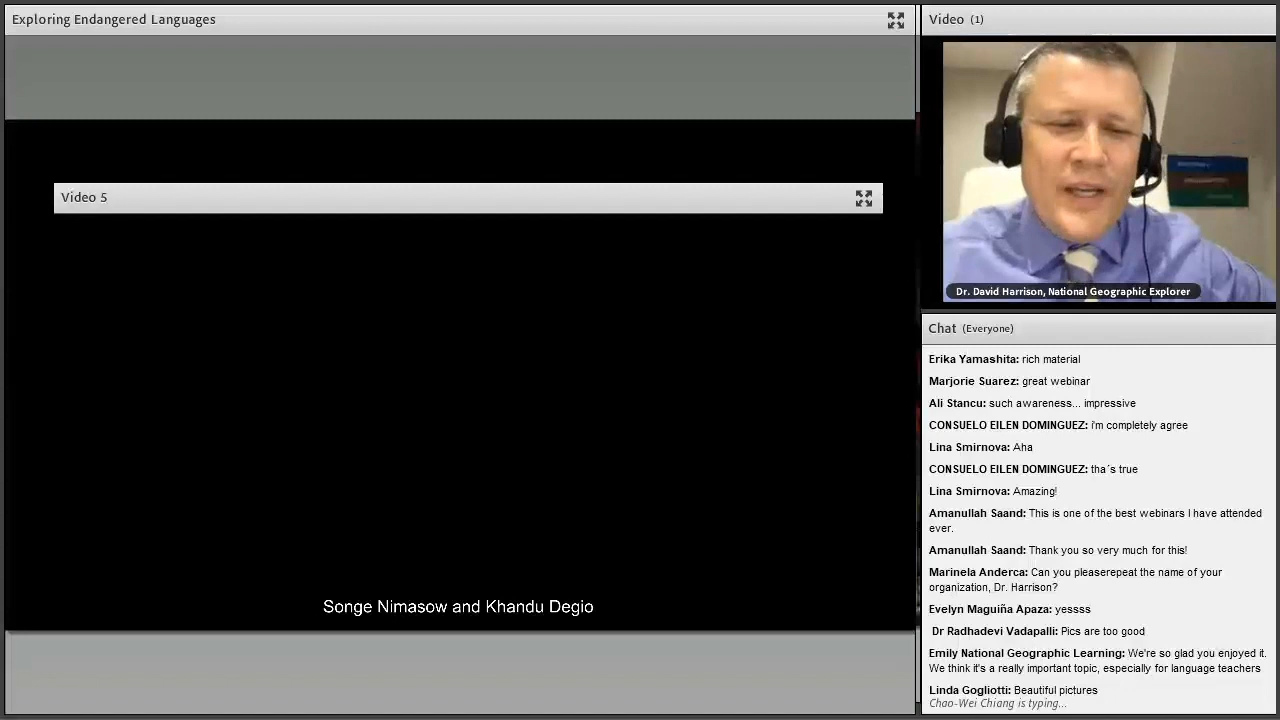 Exploring Endangered Languages
Video 5
Songe Nimasow and Khandu Degio
Video (1)
Dr. David Harrison, National Geographic Explorer
Chat (Everyone)
Erika Yamashita: rich material
Marjorie Suarez: great webinar
Ali Stancu: such awareness... impressive
CONSUELO EILEN DOMINGUEZ: i'm completely agree
Lina Smirnova: Aha
CONSUELO EILEN DOMINGUEZ: tha´s true
Lina Smirnova: Amazing!
Amanullah Saand: This is one of the best webinars I have attended
ever.
Amanullah Saand: Thank you so very much for this!
Marinela Anderca: Can you pleaserepeat the name of your
organization, Dr. Harrison?
Evelyn Maguiña Apaza: yessss
Dr Radhadevi Vadapalli: Pics are too good
Emily National Geographic Learning: We're so glad you enjoyed it.
We think it's a really important topic, especially for language teachers
Linda Gogliotti: Beautiful pictures
Chao-Wei Chiang is typing...